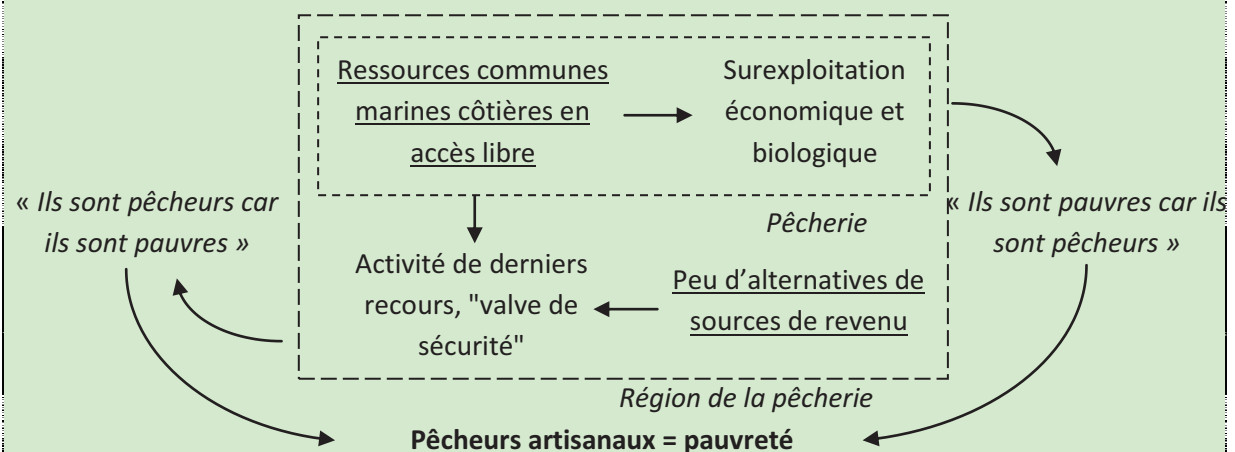 Ressources communes
marines côtières en
accès libre
Surexploitation
économique et
biologique
« Ils sont pêcheurs car
ils sont pauvres »
Pêcherie
« Ils sont pauvres car ils
sont pêcheurs »
Activité de derniers
recours, "valve de
sécurité"
Peu d’alternatives de
sources de revenu
Région de la pêcherie
Pêcheurs artisanaux = pauvreté